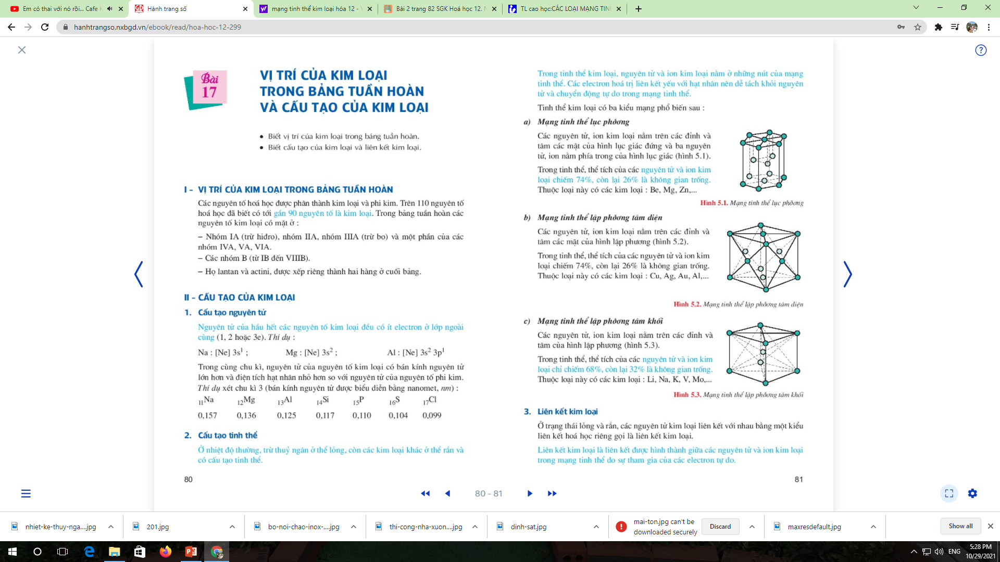 Em có thai với nó rồi... Cafe K
Hành trang số
mạng tinh thể kim loại hóa 12 - Y
Bài 2 trang 82 SGK Hoá học 12. N
TL cao học:CÁC LOẠI MẠNG TINH
hanhtrangso.nxbgd.vn/ebook/read/hoa-hoc-12-299
Bài
17
VỊ TRÍ CỦA KIM LOẠI
TRONG BẢNG TUẦN HOÀN
VÀ CẤU TẠO CỦA KIM LOẠI
• Biết vị trí của kim loại trong bảng tuần hoàn.
• Biết cấu tạo của kim loại và liên kết kim loại.
I - VỊ TRÍ CỦA KIM LOẠI TRONG BẢNG TUẦN HOÀN
Các nguyên tố hoá học được phân thành kim loại và phi kim. Trên 110 nguyên tố
hoá học đã biết có tới gần 90 nguyên tố là kim loại. Trong bảng tuần hoàn các
nguyên tố kim loại có mặt ở :
– Nhóm IA (trừ hiđro), nhóm IIA, nhóm IIIA (trừ bo) và một phần của các
nhóm IVA, VA, VIA.
– Các nhóm B (từ IB đến VIIIB).
– Họ lantan và actini, được xếp riêng thành hai hàng ở cuối bảng.
II - CẤU TẠO CỦA KIM LOẠI
1. Cấu tạo nguyên tử
Nguyên tử của hầu hết các nguyên tố kim loại đều có ít electron ở lớp ngoài
cùng (1, 2 hoặc 3e). Thí dụ :
Na : [Ne] 3s¹ ; Mg : [Ne] 3s² ; Al : [Ne] 3s² 3p¹
Trong cùng chu kì, nguyên tử của nguyên tố kim loại có bán kính nguyên tử
lớn hơn và điện tích hạt nhân nhỏ hơn so với nguyên tử của nguyên tố phi kim.
Thí dụ xét chu kì 3 (bán kính nguyên tử được biểu diễn bằng nanomet, nm) :
₁₁Na ₁₂Mg ₁₃Al ₁₄Si ₁₅P ₁₆S ₁₇Cl
0,157 0,136 0,125 0,117 0,110 0,104 0,099
2. Cấu tạo tinh thể
Ở nhiệt độ thường, trừ thuỷ ngân ở thể lỏng, còn các kim loại khác ở thể rắn và
có cấu tạo tinh thể.
80
Trong tinh thể kim loại, nguyên tử và ion kim loại nằm ở những nút của mạng
tinh thể. Các electron hoá trị liên kết yếu với hạt nhân nên dễ tách khỏi nguyên
tử và chuyển động tự do trong mạng tinh thể.
Tinh thể kim loại có ba kiểu mạng phổ biến sau :
a) Mạng tinh thể lục phờơng
Các nguyên tử, ion kim loại nằm trên các đỉnh và
tâm các mặt của hình lục giác đứng và ba nguyên
tử, ion nằm phía trong của hình lục giác (hình 5.1).
Trong tinh thể, thể tích của các nguyên tử và ion kim
loại chiếm 74%, còn lại 26% là không gian trống.
Thuộc loại này có các kim loại : Be, Mg, Zn,...
Hình 5.1. Mạng tinh thể lục phờơng
b) Mạng tinh thể lập phờơng tâm diện
Các nguyên tử, ion kim loại nằm trên các đỉnh và
tâm các mặt của hình lập phương (hình 5.2).
Trong tinh thể, thể tích của các nguyên tử và ion kim
loại chiếm 74%, còn lại 26% là không gian trống.
Thuộc loại này có các kim loại : Cu, Ag, Au, Al,...
Hình 5.2. Mạng tinh thể lập phờơng tâm diện
c) Mạng tinh thể lập phờơng tâm khối
Các nguyên tử, ion kim loại nằm trên các đỉnh và
tâm của hình lập phương (hình 5.3).
Trong tinh thể, thể tích của các nguyên tử và ion kim
loại chỉ chiếm 68%, còn lại 32% là không gian trống.
Thuộc loại này có các kim loại : Li, Na, K, V, Mo,...
Hình 5.3. Mạng tinh thể lập phờơng tâm khối
3. Liên kết kim loại
Ở trạng thái lỏng và rắn, các nguyên tử kim loại liên kết với nhau bằng một kiểu
liên kết hoá học riêng gọi là liên kết kim loại.
Liên kết kim loại là liên kết được hình thành giữa các nguyên tử và ion kim loại
trong mạng tinh thể do sự tham gia của các electron tự do.
81
80 - 81
nhiet-ke-thuy-nga....jpg
201.jpg
bo-noi-chao-inox-....jpg
thi-cong-nha-xuon....jpg
dinh-sat.jpg
mai-ton.jpg can't be
downloaded securely
Discard
maxresdefault.jpg
Show all
ENG
5:28 PM
10/29/2021